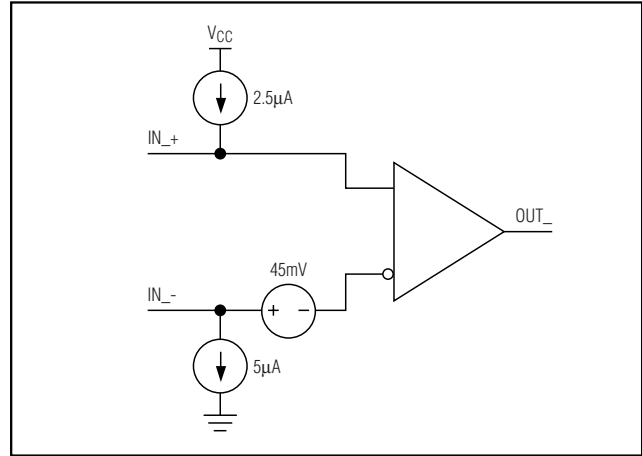 VCC
2.5µA
IN_+
OUT_
45mV
IN_-
+ −
5µA